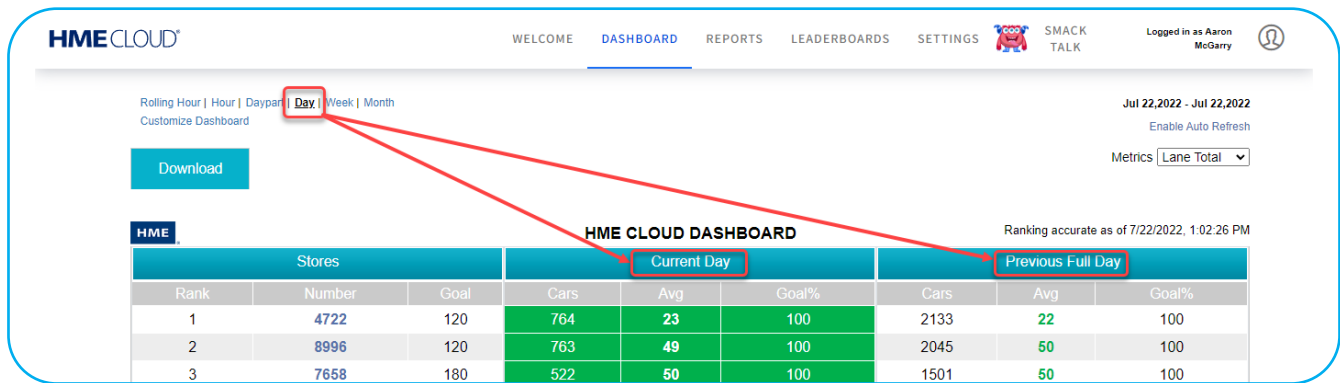 HME CLOUD®
WELCOME DASHBOARD REPORTS LEADERBOARDS SETTINGS SMACK TALK Logged in as Aaron McGarry
Rolling Hour | Hour | Daypart | Day | Week | Month
Jul 22,2022 - Jul 22,2022
Customize Dashboard
Enable Auto Refresh
Download
Metrics Lane Total
HME
HME CLOUD DASHBOARD
Ranking accurate as of 7/22/2022, 1:02:26 PM
Stores Current Day Previous Full Day
Rank Number Goal Cars Avg Goal% Cars Avg Goal%
1 4722 120 764 23 100 2133 22 100
2 8996 120 763 49 100 2045 50 100
3 7658 180 522 50 100 1501 50 100